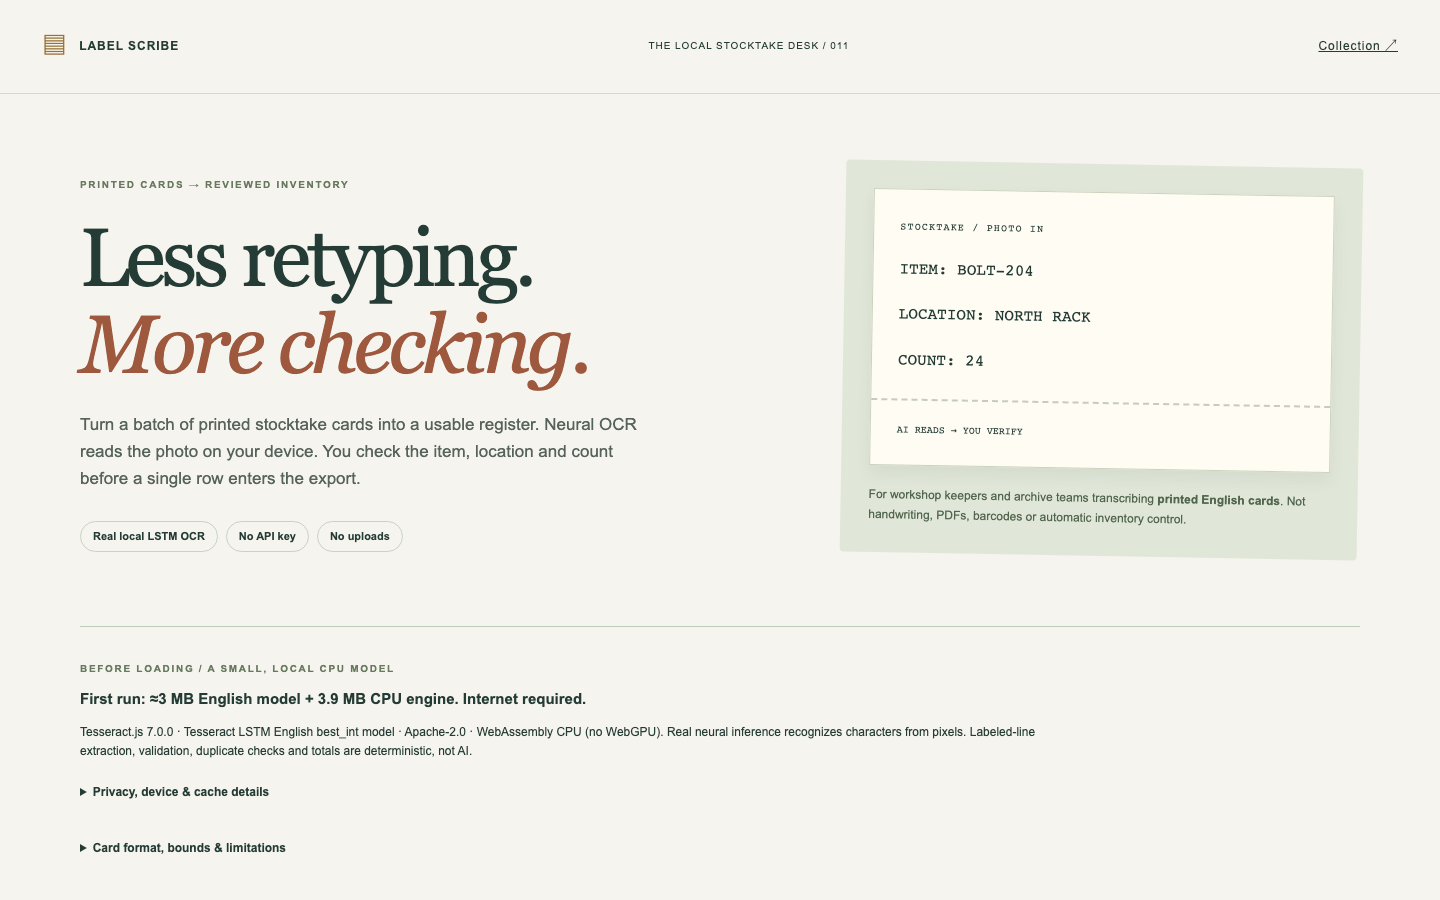 LABEL SCRIBE
THE LOCAL STOCKTAKE DESK / 011
Collection ↗
PRINTED CARDS → REVIEWED INVENTORY
Less retyping.
More checking.
Turn a batch of printed stocktake cards into a usable register. Neural OCR
reads the photo on your device. You check the item, location and count
before a single row enters the export.
Real local LSTM OCR
No API key
No uploads
STOCKTAKE / PHOTO IN
ITEM: BOLT–204
LOCATION: NORTH RACK
COUNT: 24
AI READS → YOU VERIFY
For workshop keepers and archive teams transcribing printed English cards. Not
handwriting, PDFs, barcodes or automatic inventory control.
BEFORE LOADING / A SMALL, LOCAL CPU MODEL
First run: ≈3 MB English model + 3.9 MB CPU engine. Internet required.
Tesseract.js 7.0.0 · Tesseract LSTM English best_int model · Apache-2.0 · WebAssembly CPU (no WebGPU). Real neural inference recognizes characters from pixels. Labeled-line
extraction, validation, duplicate checks and totals are deterministic, not AI.
▶ Privacy, device & cache details
▶ Card format, bounds & limitations